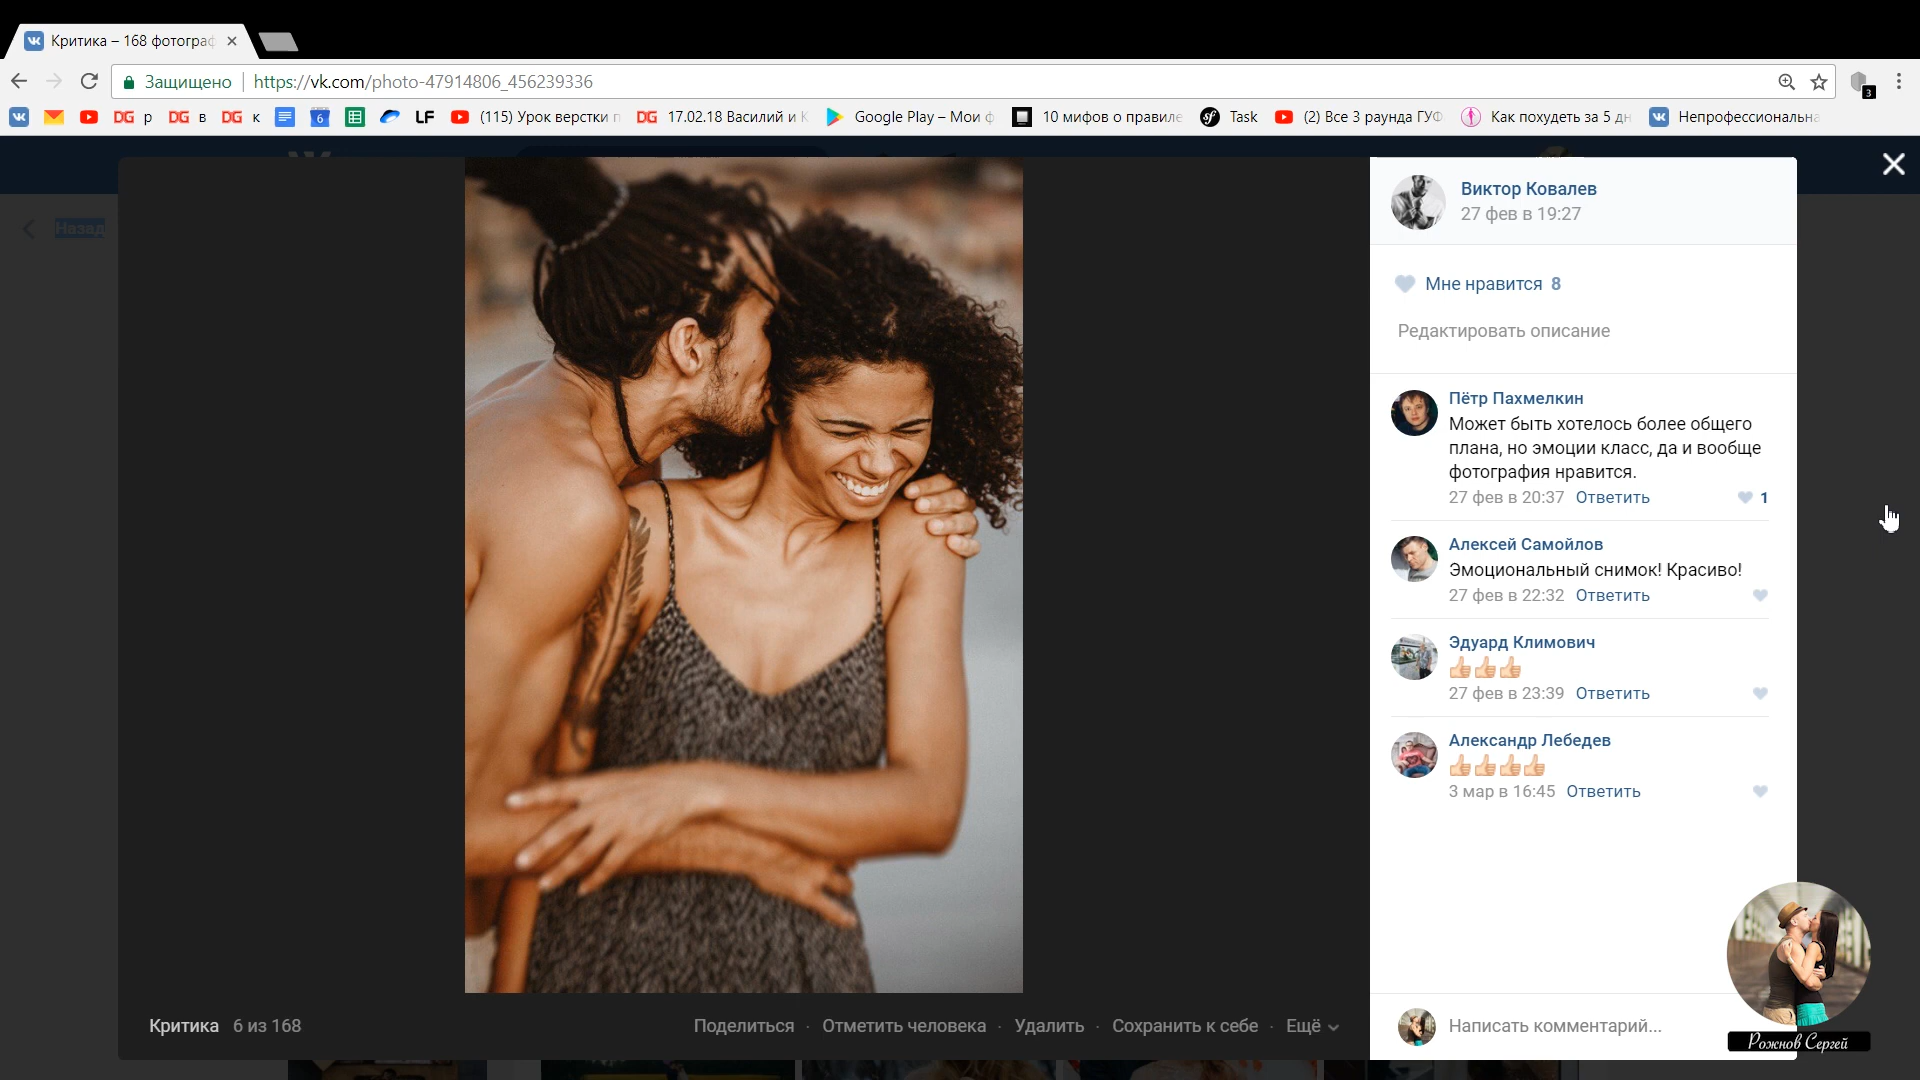 Критика – 168 фотограф
Защищено
https://vk.com/photo-47914806_456239336
3
DG р
DG в
DG к
6
LF
(115) Урок верстки п
DG 17.02.18 Василий и К
Google Play – Мои ф
10 мифов о правиле
Task
(2) Все 3 раунда ГУФ
Как похудеть за 5 дн
Непрофессиональна
Назад
Виктор Ковалев
27 фев в 19:27
Мне нравится 8
Редактировать описание
Пётр Пахмелкин
Может быть хотелось более общего
плана, но эмоции класс, да и вообще
фотография нравится.
27 фев в 20:37 Ответить
1
Алексей Самойлов
Эмоциональный снимок! Красиво!
27 фев в 22:32 Ответить
Эдуард Климович
👍🏻👍🏻👍🏻
27 фев в 23:39 Ответить
Александр Лебедев
👍🏻👍🏻👍🏻👍🏻
3 мар в 16:45 Ответить
Критика 6 из 168
Поделиться · Отметить человека · Удалить · Сохранить к себе · Ещё
Написать комментарий...
Рожнов Сергей